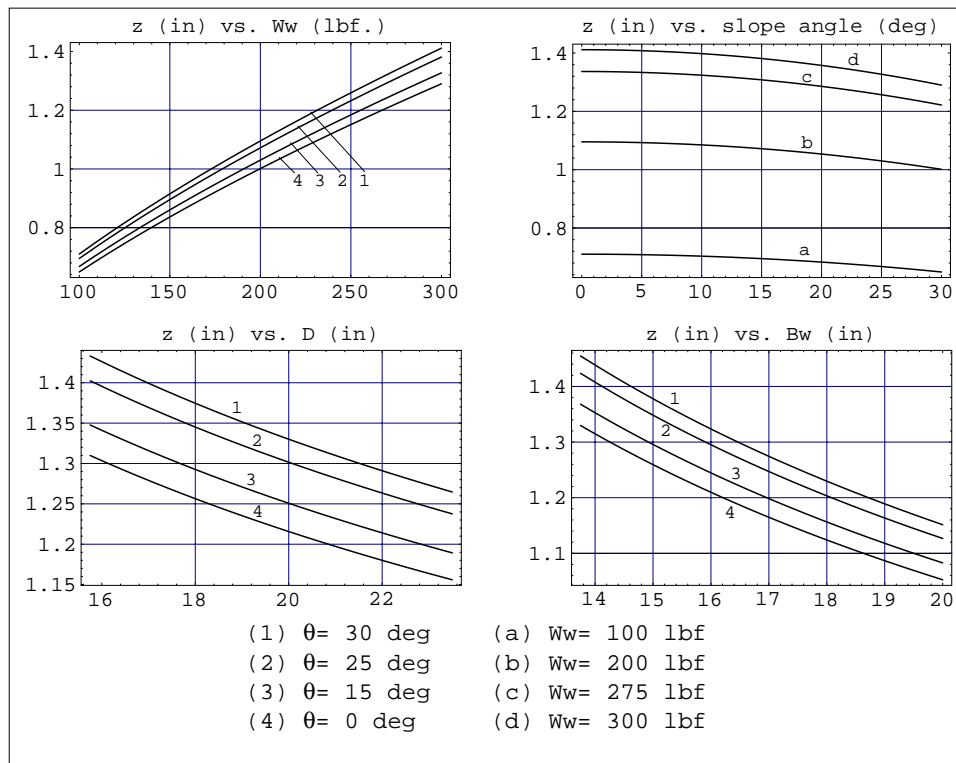 z (in) vs. Ww (lbf.)
1.4
1.2
1
0.8
100 150 200 250 300
4 3 2 1
z (in) vs. slope angle (deg)
1.4
1.2
1
0.8
0 5 10 15 20 25 30
d
c
b
a
z (in) vs. D (in)
1.4
1.35
1.3
1.25
1.2
1.15
16 18 20 22
1
2
3
4
z (in) vs. Bw (in)
1.4
1.3
1.2
1.1
14 15 16 17 18 19 20
1
2
3
4
(1) θ= 30 deg (a) Ww= 100 lbf
(2) θ= 25 deg (b) Ww= 200 lbf
(3) θ= 15 deg (c) Ww= 275 lbf
(4) θ= 0 deg (d) Ww= 300 lbf